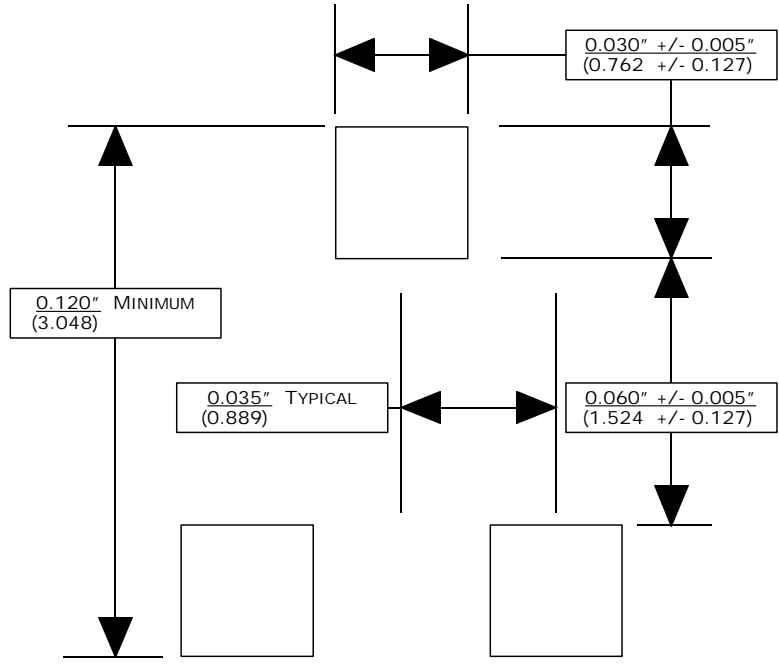 0.030" +/- 0.005"
(0.762 +/- 0.127)
0.120" MINIMUM
(3.048)
0.035" TYPICAL
(0.889)
0.060" +/- 0.005"
(1.524 +/- 0.127)